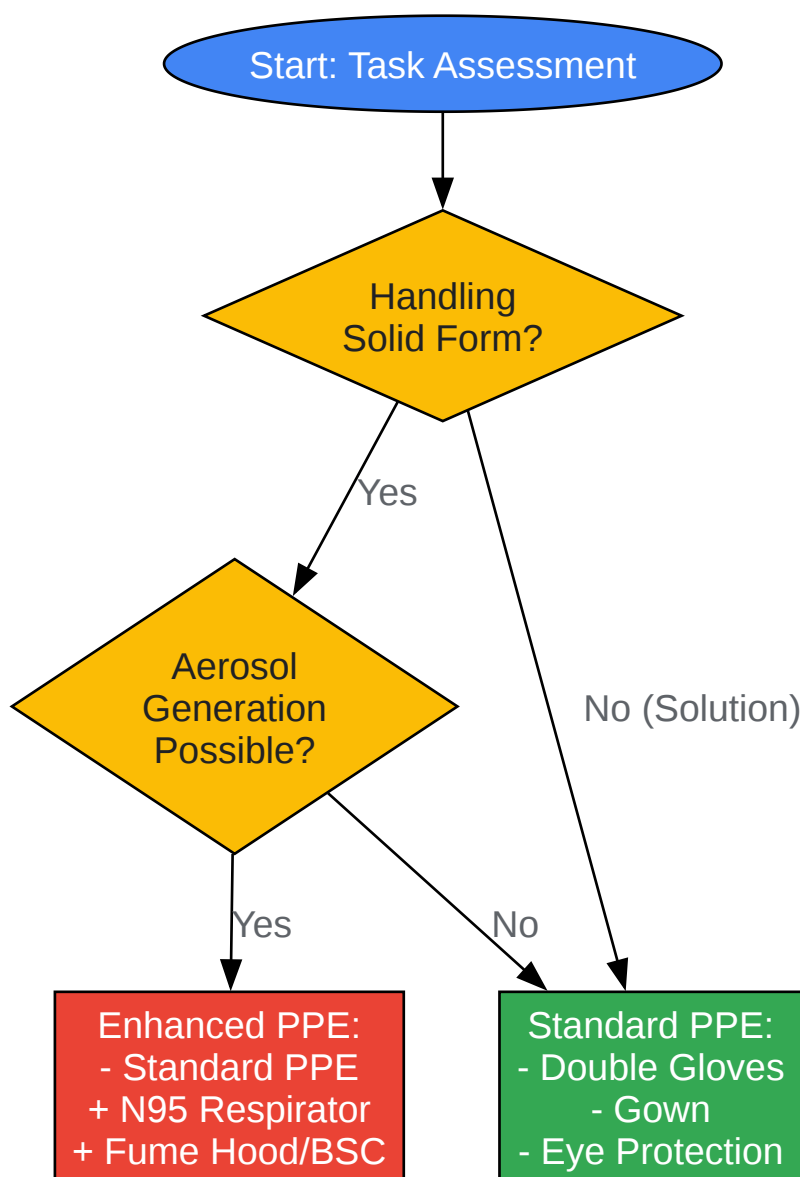 Start: Task Assessment
Handling
Solid Form?
Yes
Aerosol
Generation
Possible?
No (Solution)
Yes
No
Enhanced PPE:
- Standard PPE
+ N95 Respirator
+ Fume Hood/BSC
Standard PPE:
- Double Gloves
- Gown
- Eye Protection